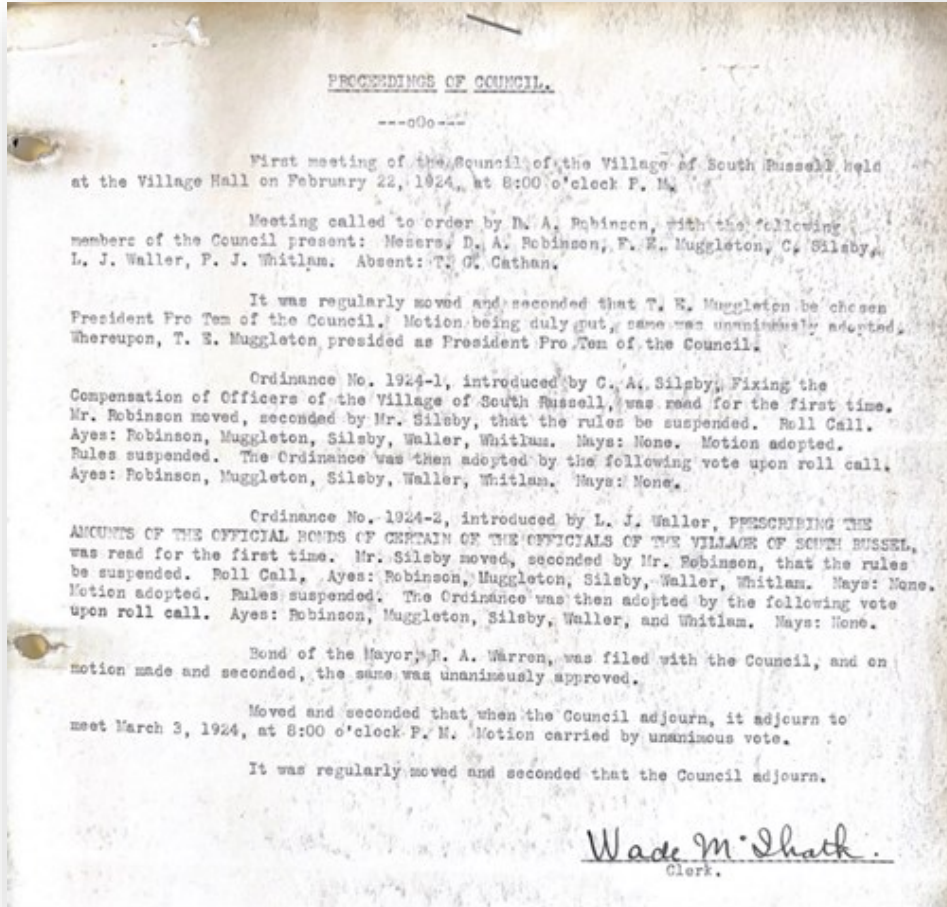 PROCEEDINGS OF COUNCIL.
---oOo---
First meeting of the Council of the Village of South Russell held
at the Village Hall on February 22, 1924, at 8:00 o'clock P. M.
Meeting called to order by D. A. Robinson, with the following
members of the Council present: Messrs. D. A. Robinson, F. E. Muggleton, C. Silsby,
L. J. Waller, P. J. Whitlam. Absent: T. G. Cathan.
It was regularly moved and seconded that T. E. Muggleton be chosen
President Pro Tem of the Council. Motion being duly put, same was unanimously adopted.
Whereupon, T. E. Muggleton presided as President Pro Tem of the Council.
Ordinance No. 1924-1, introduced by C. A. Silsby, Fixing the
Compensation of Officers of the Village of South Russell, was read for the first time.
Mr. Robinson moved, seconded by Mr. Silsby, that the rules be suspended. Roll Call.
Ayes: Robinson, Muggleton, Silsby, Waller, Whitlam. Nays: None. Motion adopted.
Rules suspended. The Ordinance was then adopted by the following vote upon roll call.
Ayes: Robinson, Muggleton, Silsby, Waller, Whitlam. Nays: None.
Ordinance No. 1924-2, introduced by L. J. Waller, PRESCRIBING THE
AMOUNTS OF THE OFFICIAL BONDS OF CERTAIN OF THE OFFICIALS OF THE VILLAGE OF SOUTH RUSSEL,
was read for the first time. Mr. Silsby moved, seconded by Mr. Robinson, that the rules
be suspended. Roll Call. Ayes: Robinson, Muggleton, Silsby, Waller, Whitlam. Nays: None.
Motion adopted. Rules suspended. The Ordinance was then adopted by the following vote
upon roll call. Ayes: Robinson, Muggleton, Silsby, Waller, and Whitlam. Nays: None.
Bond of the Mayor, R. A. Warren, was filed with the Council, and on
motion made and seconded, the same was unanimously approved.
Moved and seconded that when the Council adjourn, it adjourn to
meet March 3, 1924, at 8:00 o'clock P. M. Motion carried by unanimous vote.
It was regularly moved and seconded that the Council adjourn.
Wade
Clerk.